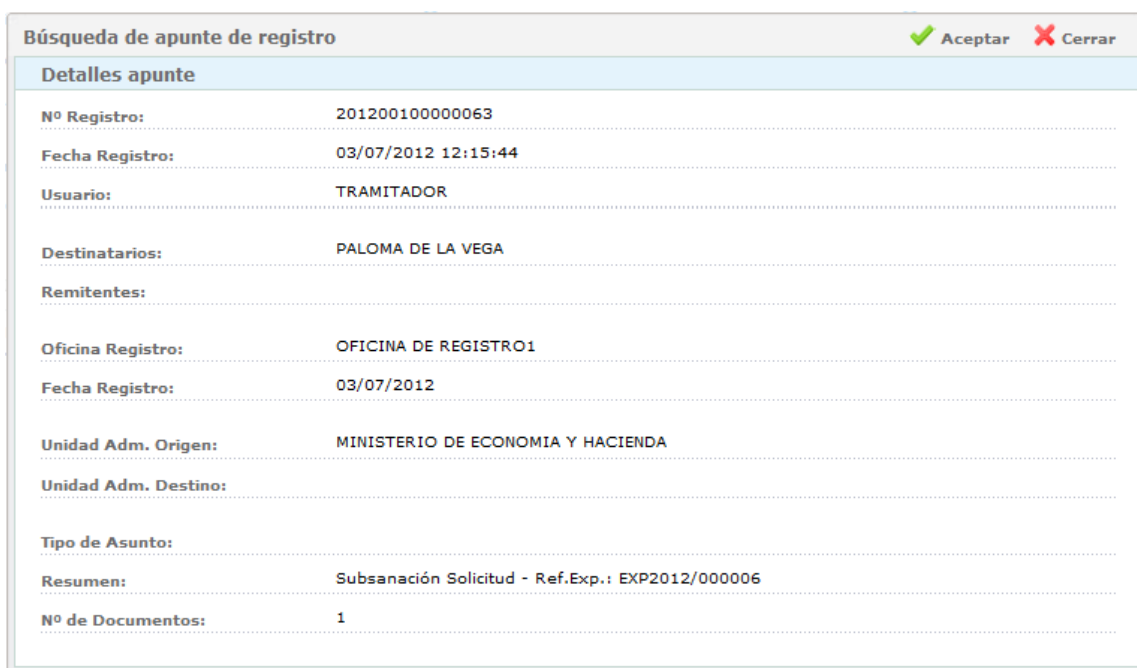 Búsqueda de apunte de registro Aceptar Cerrar
Detalles apunte
Nº Registro: 201200100000063
Fecha Registro: 03/07/2012 12:15:44
Usuario: TRAMITADOR
Destinatarios: PALOMA DE LA VEGA
Remitentes:
Oficina Registro: OFICINA DE REGISTRO1
Fecha Registro: 03/07/2012
Unidad Adm. Origen: MINISTERIO DE ECONOMIA Y HACIENDA
Unidad Adm. Destino:
Tipo de Asunto:
Resumen: Subsanación Solicitud - Ref.Exp.: EXP2012/000006
Nº de Documentos: 1